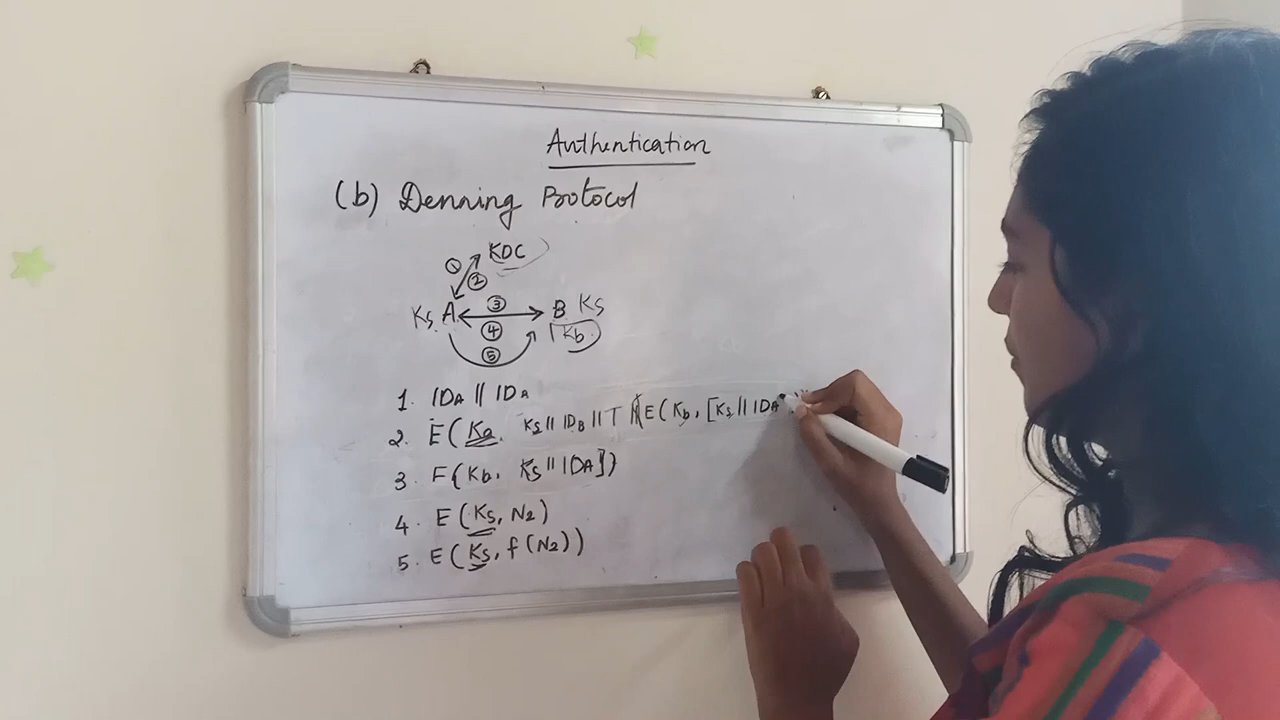 Authentication
(b) Denning Protocol
① KDC
②
Ks A ③ B Ks
④ Kb
⑤
1. IDA || IDA
2. E(Ka, Ks || IDB || T || E(Kb, [Ks || IDA
3. E(Kb, Ks || IDA])
4. E(Ks, N2)
5. E(Ks, f(N2))